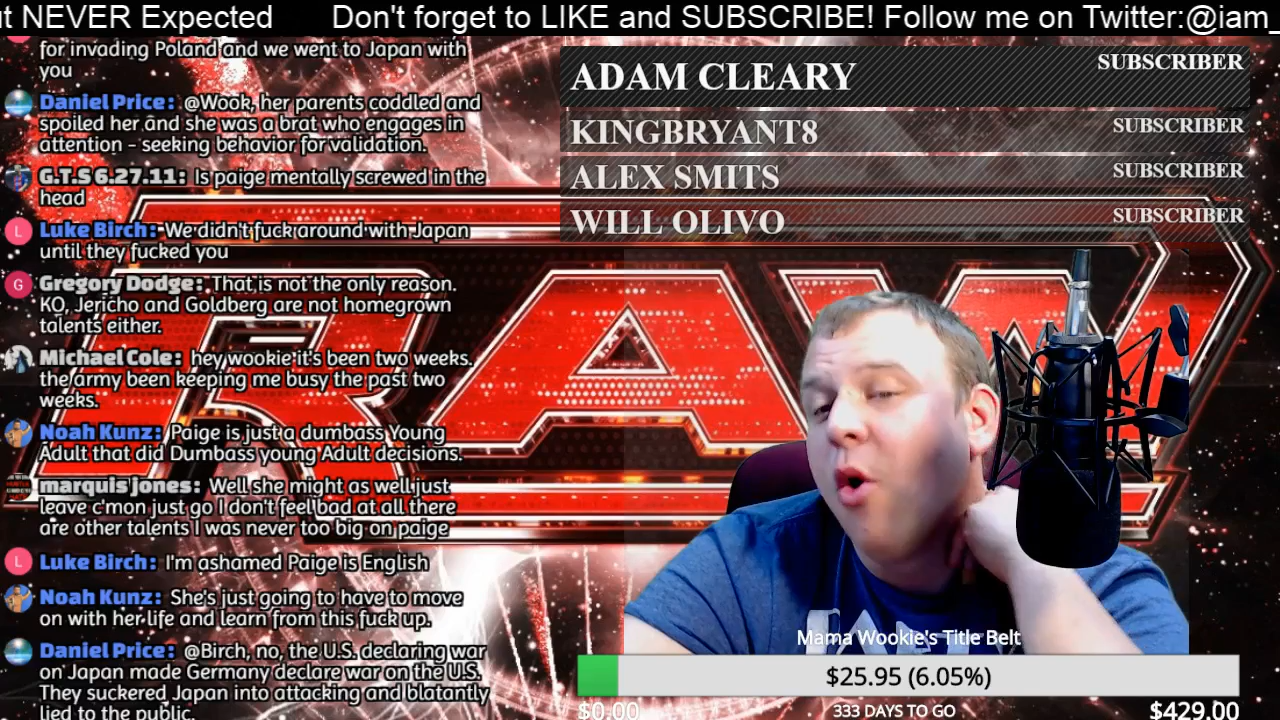 t NEVER Expected Don't forget to LIKE and SUBSCRIBE! Follow me on Twitter:@iam_
for invading Poland and we went to Japan with
you
Daniel Price: @Wook, her parents coddled and
spoiled her and she was a brat who engages in
attention - seeking behavior for validation.
G.T.S 6.27.11: Is paige mentally screwed in the
head
Luke Birch: We didn't fuck around with Japan
until they fucked you
Gregory Dodge: That is not the only reason.
KO, Jericho and Goldberg are not homegrown
talents either.
Michael Cole: hey wookie it's been two weeks.
the army been keeping me busy the past two
weeks.
Noah Kunz: Paige is just a dumbass Young
Adult that did Dumbass young Adult decisions.
marquis jones: Well she might as well just
leave c'mon just go I don't feel bad at all there
are other talents I was never too big on paige
Luke Birch: I'm ashamed Paige is English
Noah Kunz: She's just going to have to move
on with her life and learn from this fuck up.
Daniel Price: @Birch, no, the U.S. declaring war
on Japan made Germany declare war on the U.S.
They suckered Japan into attacking and blatantly
lied to the public.
ADAM CLEARY SUBSCRIBER
KINGBRYANT8 SUBSCRIBER
ALEX SMITS SUBSCRIBER
WILL OLIVO SUBSCRIBER
RAW
Mama Wookie's Title Belt
$25.95 (6.05%)
$0.00 333 DAYS TO GO $429.00